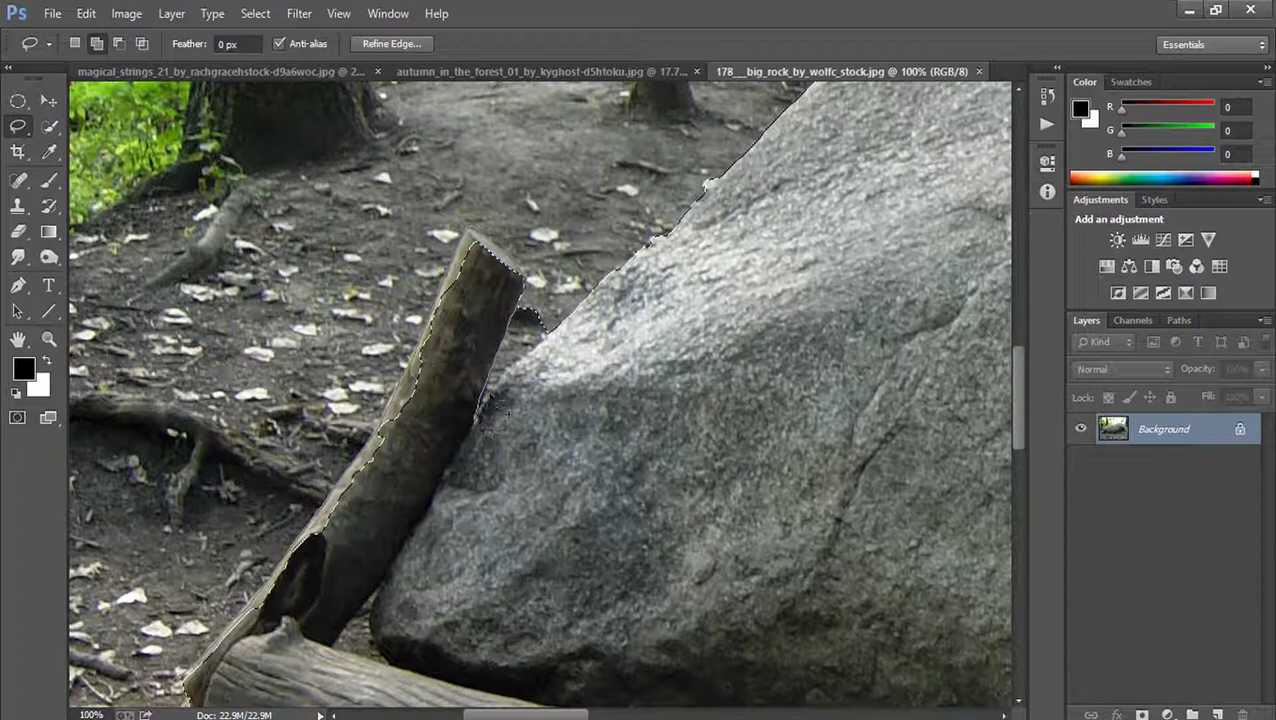 Ps File Edit Image Layer Type Select Filter View Window Help
Feather: 0 px Anti-alias Refine Edge... Essentials
magical_strings_21_by_rachgracehstock-d9a6woc.jpg @ 2... × autumn_in_the_forest_01_by_kyghost-d5htoku.jpg @ 17.7... × 178___big_rock_by_wolfc_stock.jpg @ 100% (RGB/8) ×
Color Swatches
R 0
G 0
B 0
Adjustments Styles
Add an adjustment
Layers Channels Paths
Kind
Normal Opacity: 100%
Lock: Fill: 100%
Background
100% Doc: 22.9M/22.9M